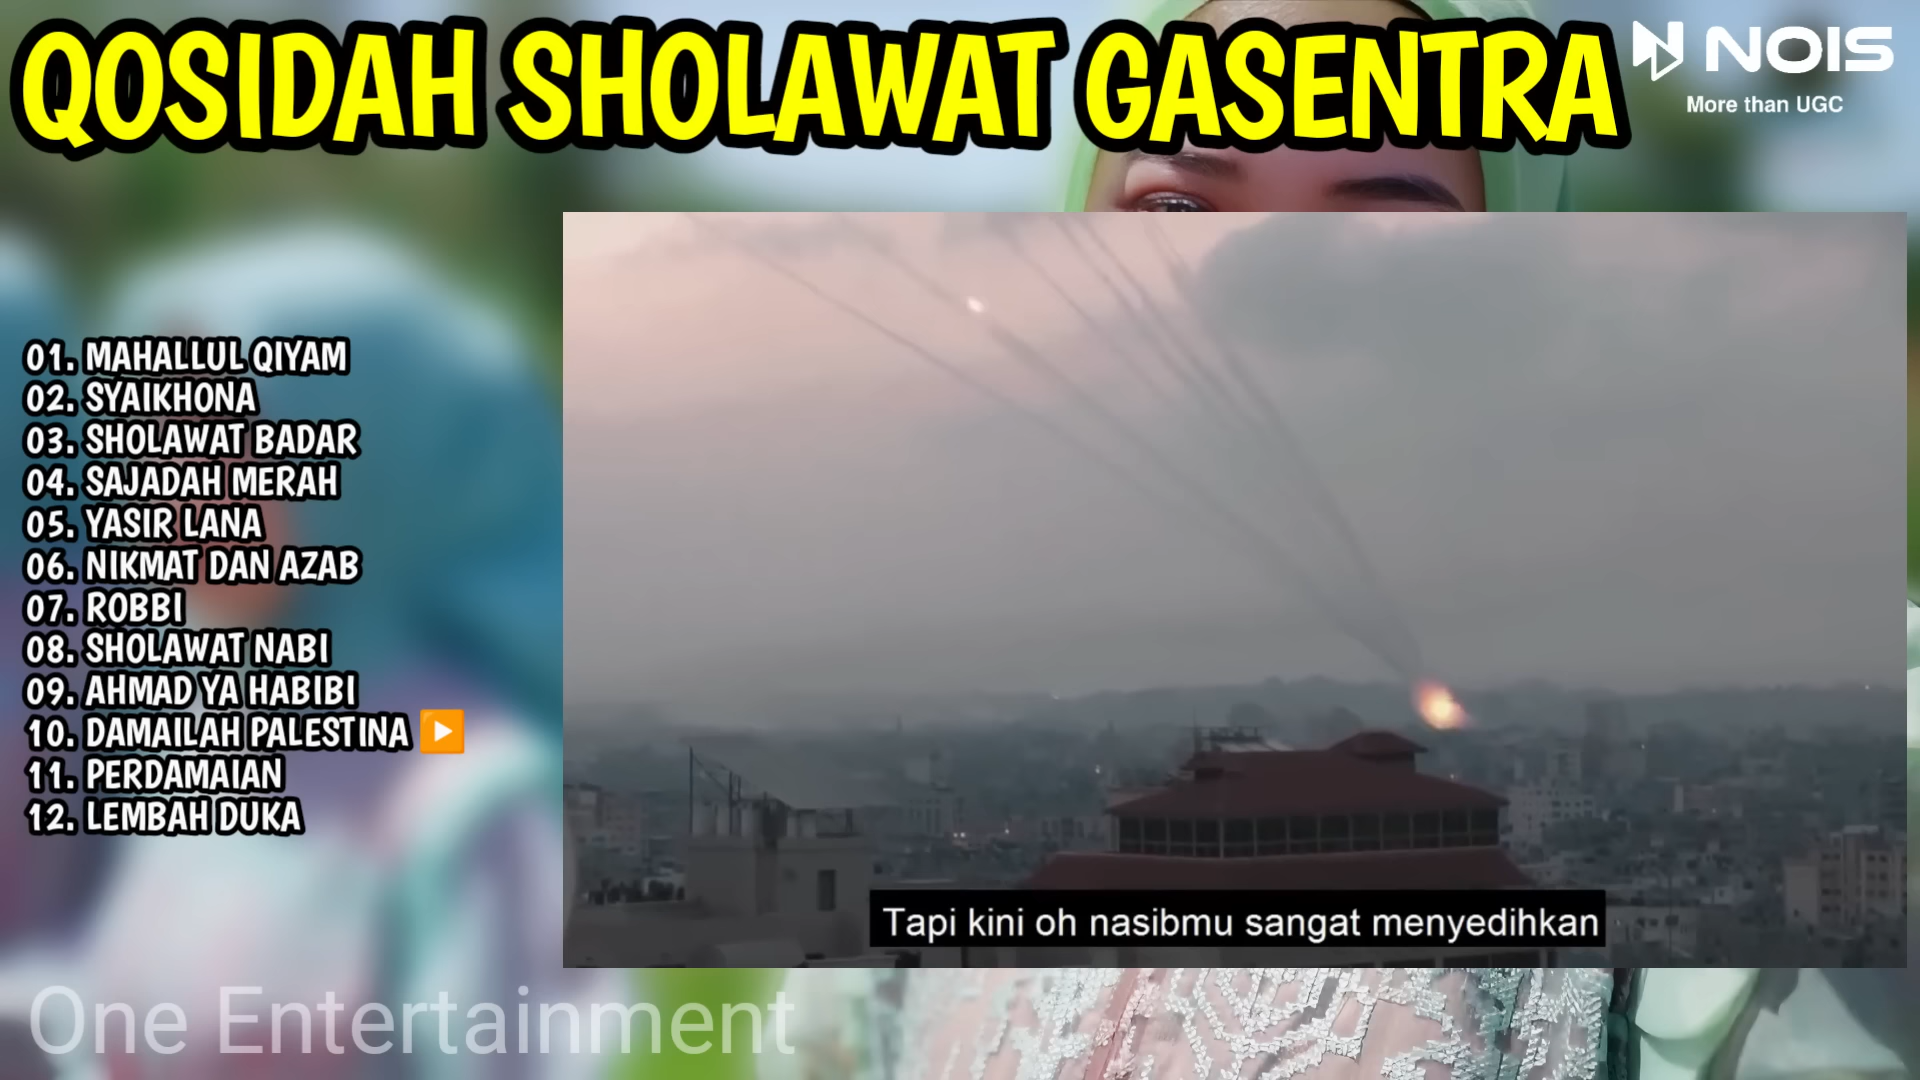 QOSIDAH SHOLAWAT GASENTRA
NOIS
More than UGC
01. MAHALLUL QIYAM
02. SYAIKHONA
03. SHOLAWAT BADAR
04. SAJADAH MERAH
05. YASIR LANA
06. NIKMAT DAN AZAB
07. ROBBI
08. SHOLAWAT NABI
09. AHMAD YA HABIBI
10. DAMAILAH PALESTINA
11. PERDAMAIAN
12. LEMBAH DUKA
Tapi kini oh nasibmu sangat menyedihkan
One Entertainment